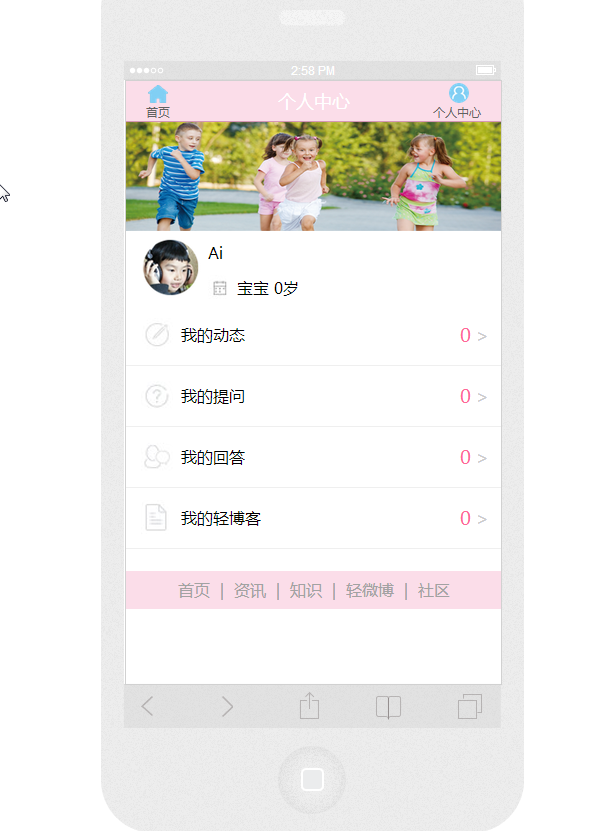 2:58 PM
首页 个人中心 个人中心
Ai
宝宝 0岁
我的动态 0 >
我的提问 0 >
我的回答 0 >
我的轻博客 0 >
首页 | 资讯 | 知识 | 轻微博 | 社区